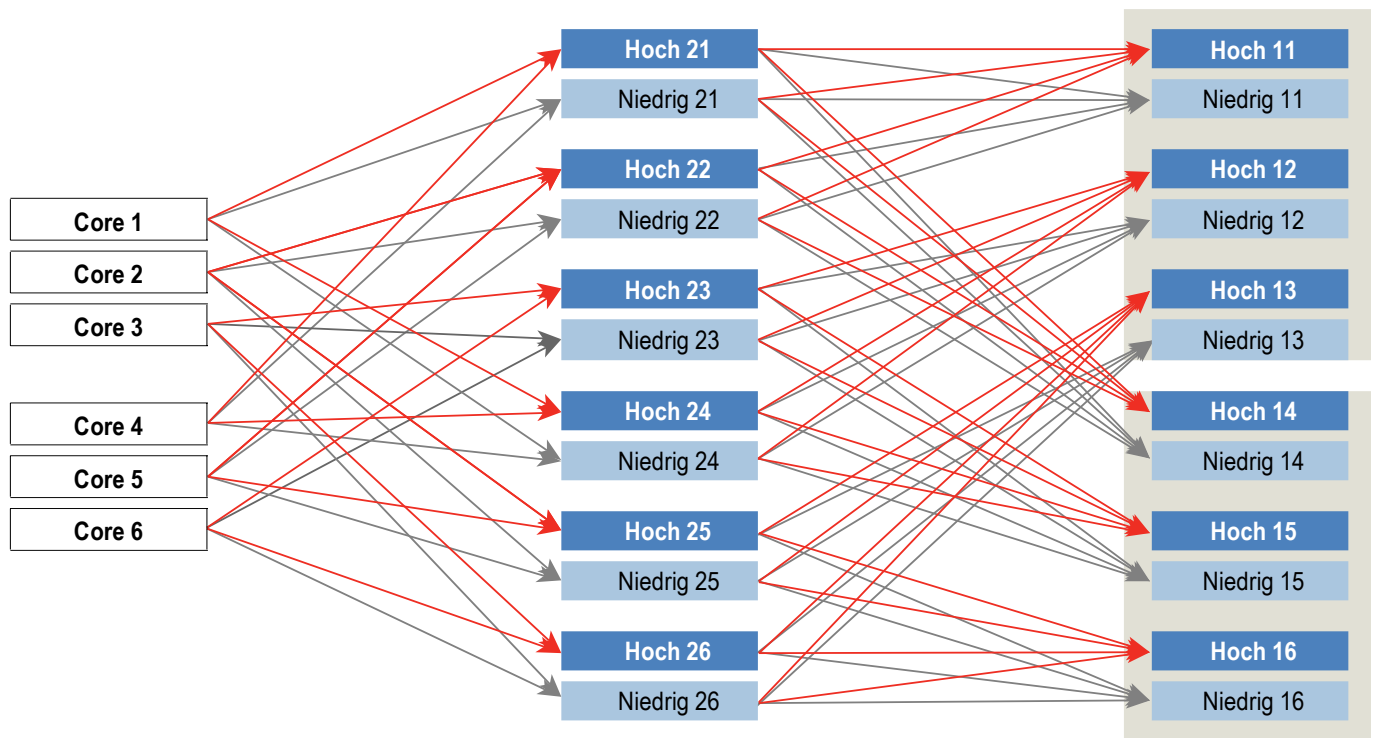 Core 1
Core 2
Core 3
Core 4
Core 5
Core 6
Hoch 21
Niedrig 21
Hoch 22
Niedrig 22
Hoch 23
Niedrig 23
Hoch 24
Niedrig 24
Hoch 25
Niedrig 25
Hoch 26
Niedrig 26
Hoch 11
Niedrig 11
Hoch 12
Niedrig 12
Hoch 13
Niedrig 13
Hoch 14
Niedrig 14
Hoch 15
Niedrig 15
Hoch 16
Niedrig 16